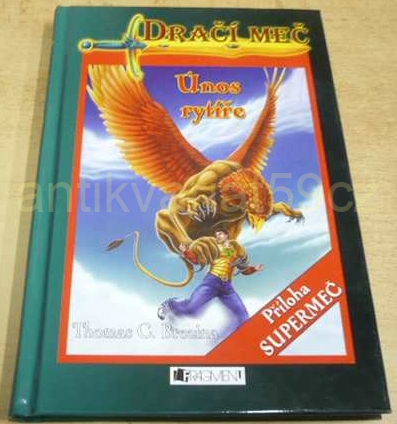 DRAČÍ MEČ
Únos
rytíře
Thomas C. Brezina
Příloha
SUPERMEČ
FRAGMENT